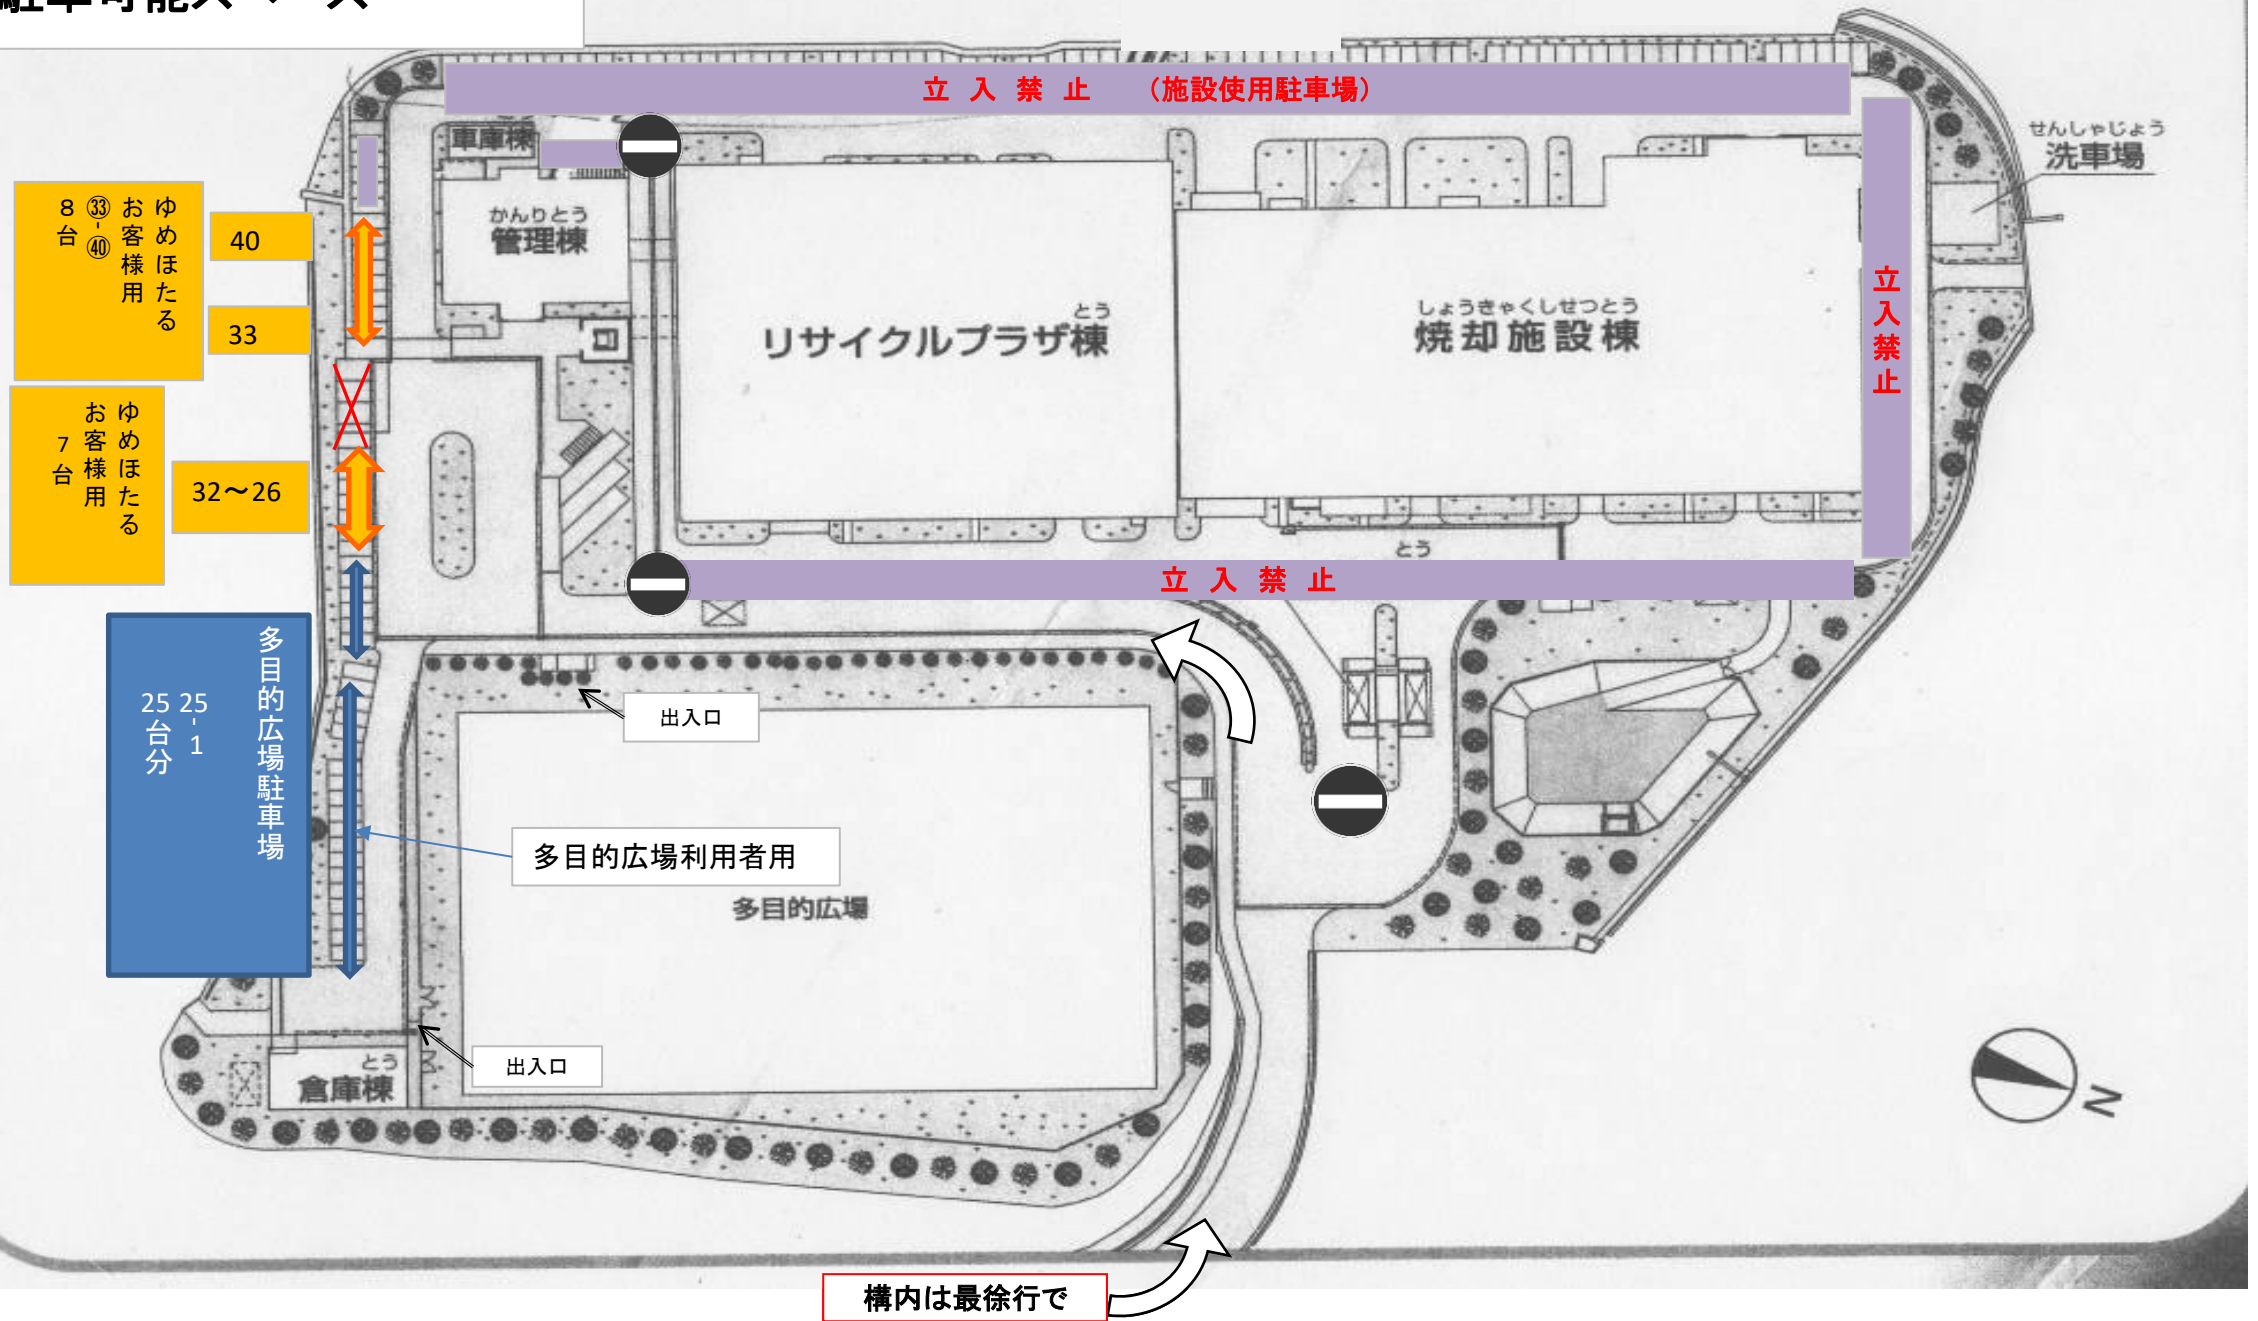 立 入 禁 止 （施設使用駐車場）
車庫棟
せんしゃじょう
洗車場
ゆめほたる
お客様用
㉝-㊵
8台
40
33
かんりとう
管理棟
とう
リサイクルプラザ棟
しょうきゃくしせつとう
焼却施設棟
立入禁止
ゆめほたる
お客様用
7台
32～26
とう
立 入 禁 止
多目的広場駐車場
25-1
25台分
出入口
多目的広場利用者用
多目的広場
出入口
とう
倉庫棟
N
構内は最徐行で